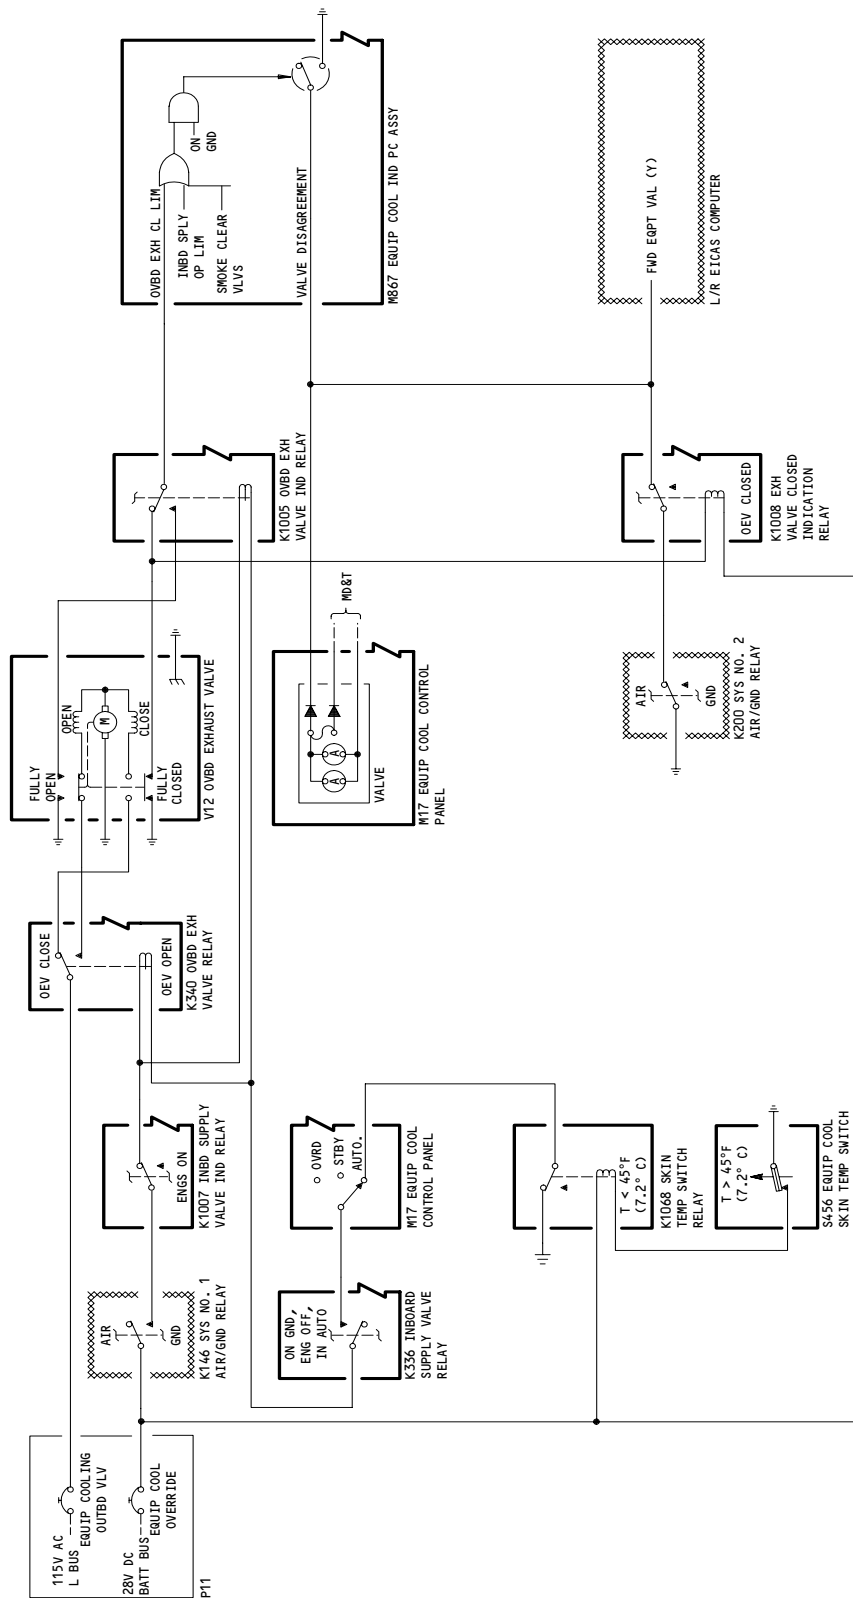 115V AC
L BUS
EQUIP COOLING
OUTBD VLV
28V DC
BATT BUS
EQUIP COOL
OVERRIDE
P11
AIR
GND
K146 SYS NO. 1
AIR/GND RELAY
ENGS ON
K1007 INBD SUPPLY
VALVE IND RELAY
OEV CLOSE
OEV OPEN
K340 OVBD EXH
VALVE RELAY
FULLY
OPEN
OPEN
M
CLOSE
FULLY
CLOSED
V12 OVBD EXHAUST VALVE
K1005 OVBD EXH
VALVE IND RELAY
OVBD EXH CL LIM
INBD SPLY
OP LIM
SMOKE CLEAR
VLVS
ON
GND
VALVE DISAGREEMENT
M867 EQUIP COOL IND PC ASSY
ON GND,
ENG OFF,
IN AUTO
K336 INBOARD
SUPPLY VALVE
RELAY
OVRD
STBY
AUTO.
M17 EQUIP COOL
CONTROL PANEL
A
A
VALVE
MD&T
M17 EQUIP COOL CONTROL
PANEL
T < 45°F
(7.2° C)
K1068 SKIN
TEMP SWITCH
RELAY
T > 45°F
(7.2° C)
S456 EQUIP COOL
SKIN TEMP SWITCH
AIR
GND
K200 SYS NO. 2
AIR/GND RELAY
OEV CLOSED
K1008 EXH
VALVE CLOSED
INDICATION
RELAY
FWD EQPT VAL (Y)
L/R EICAS COMPUTER